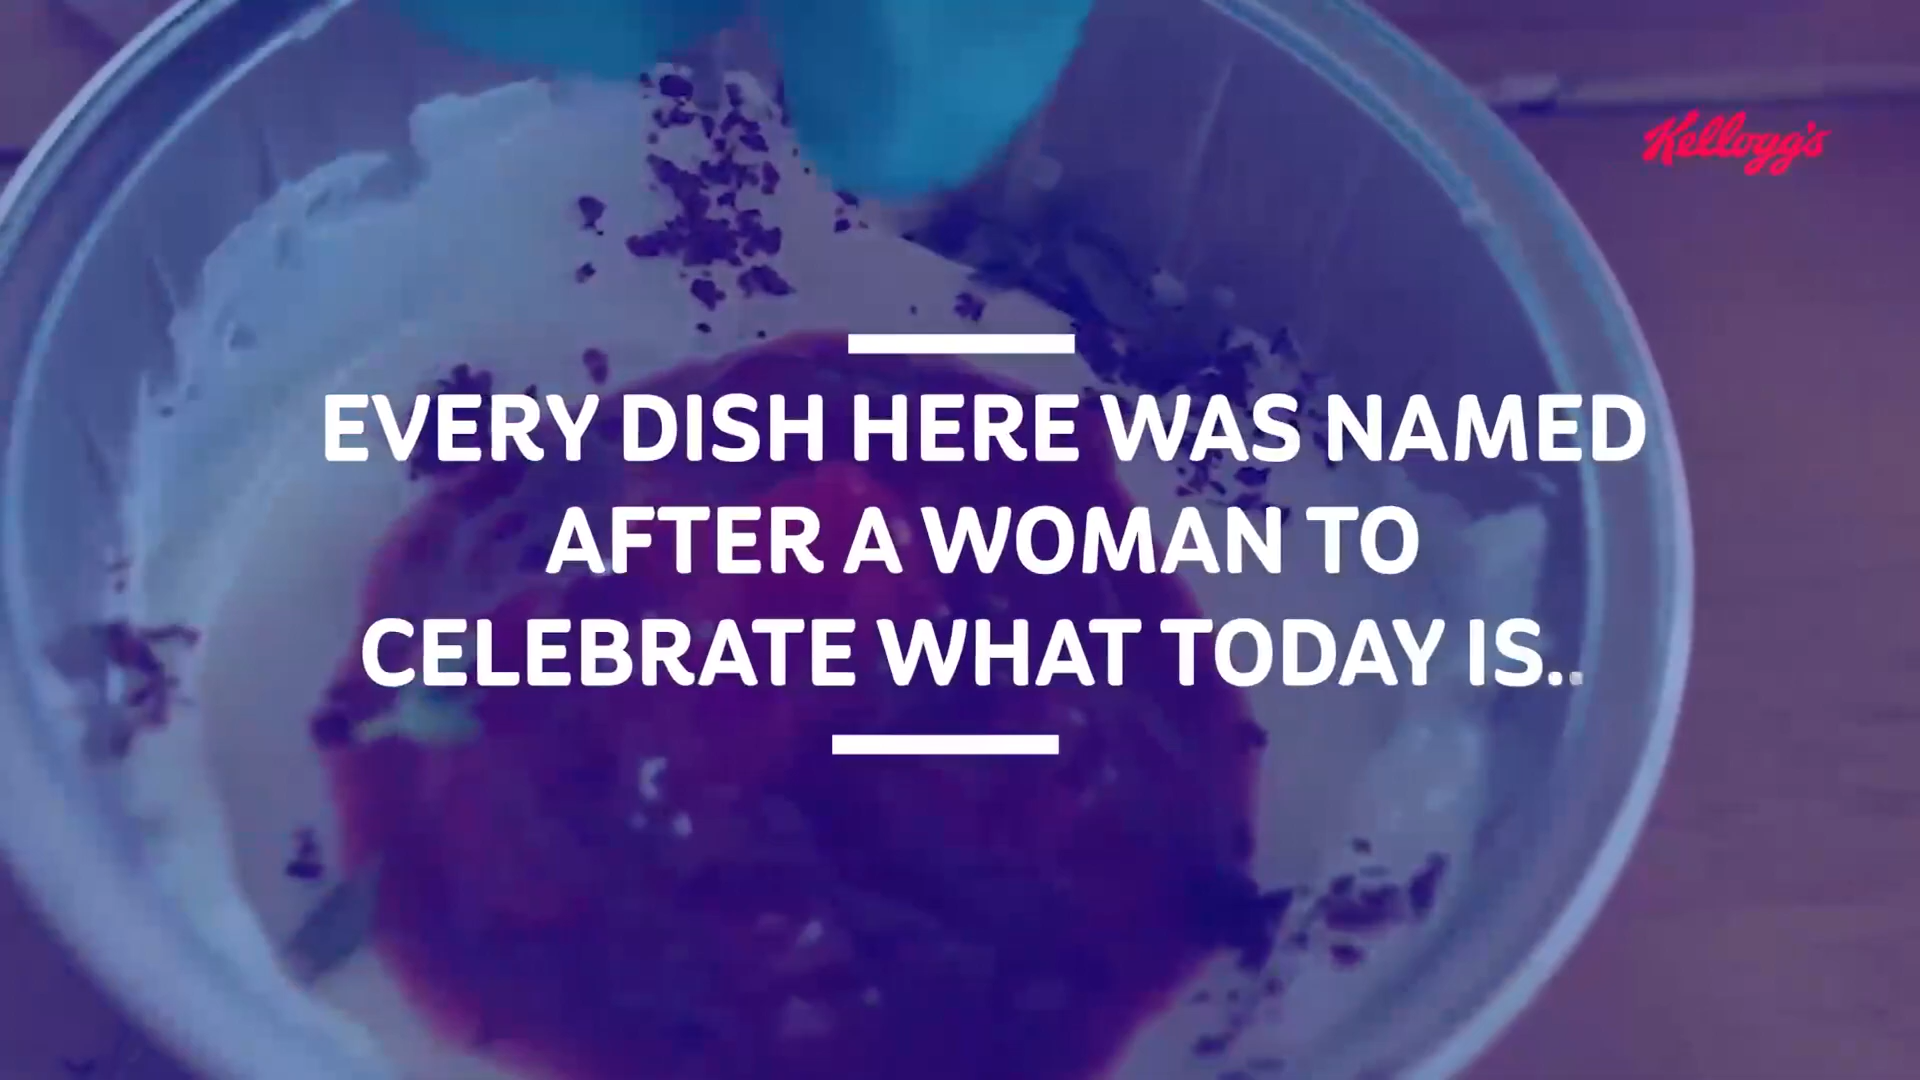 Kellogg's
EVERY DISH HERE WAS NAMED
AFTER A WOMAN TO
CELEBRATE WHAT TODAY IS..